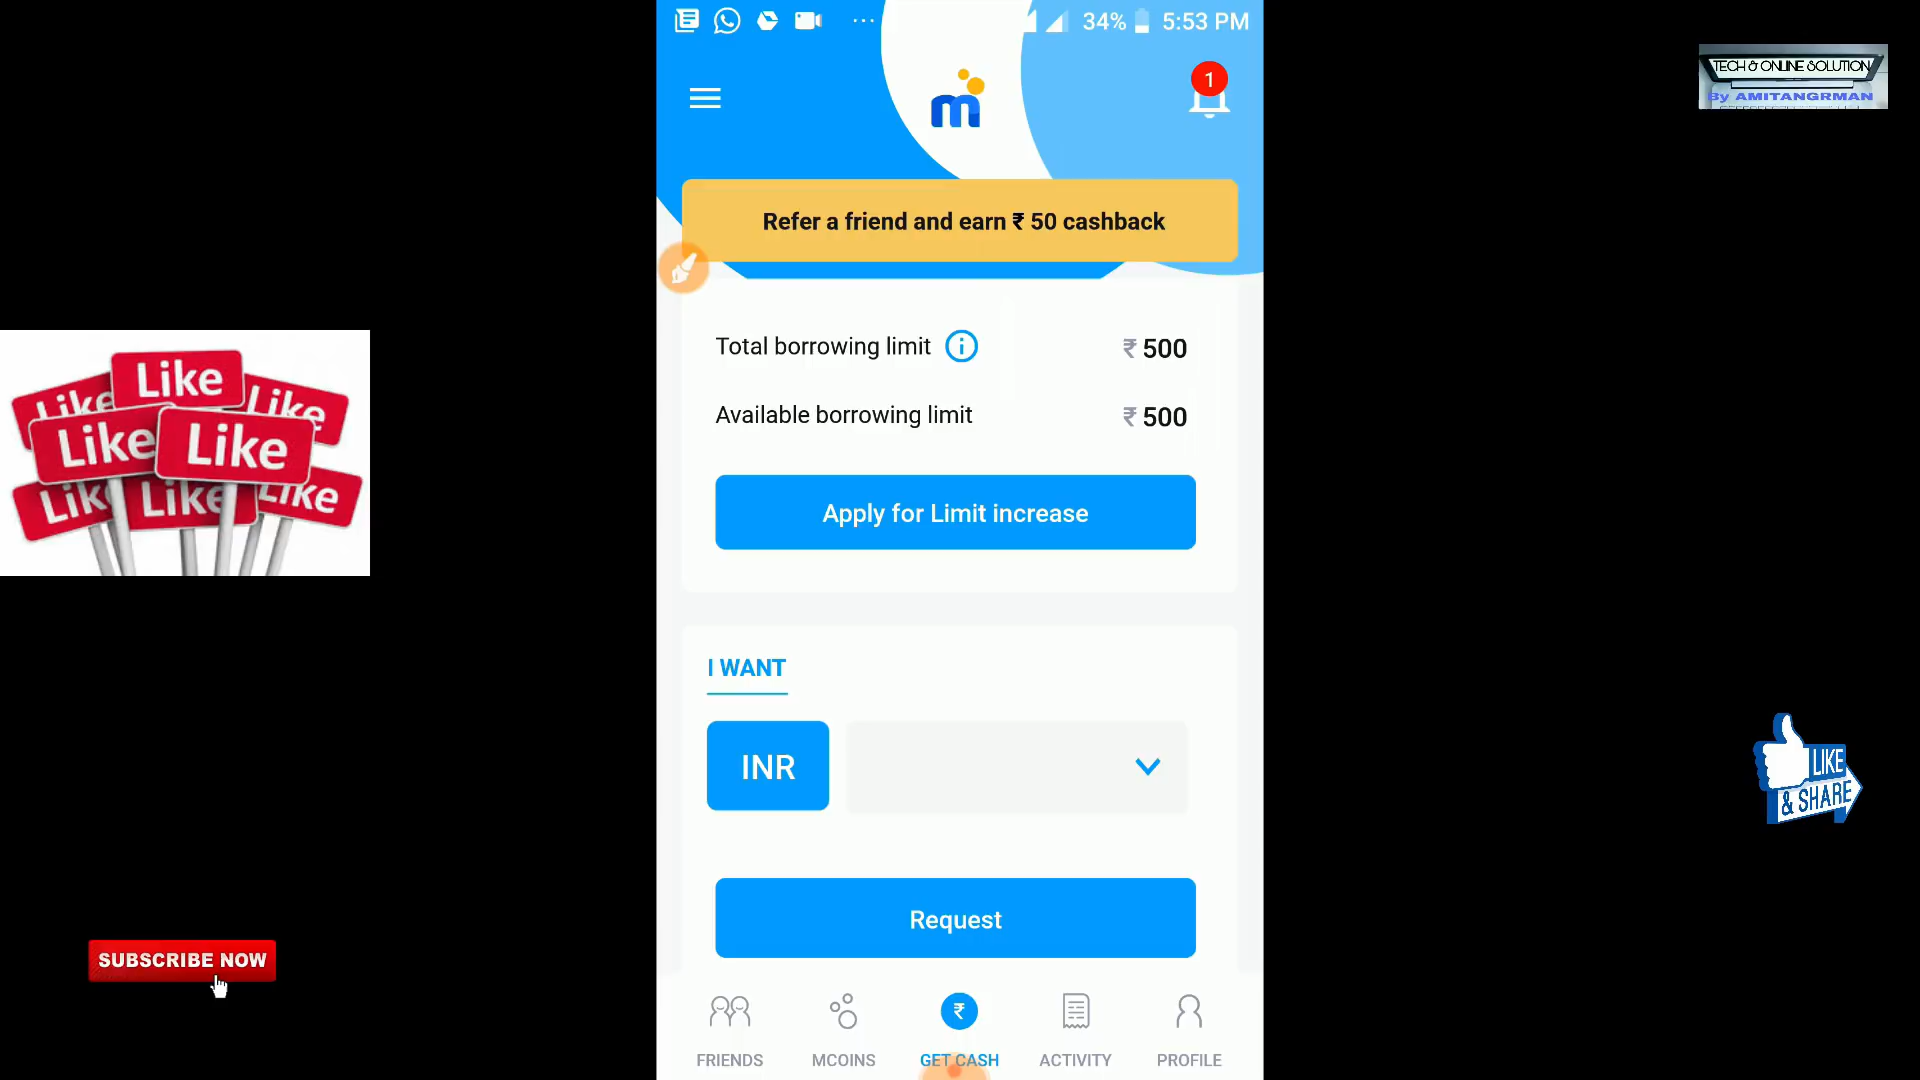 34% 5:53 PM
m
1
TECH & ONLINE SOLUTION
By AMITANGRMAN
Refer a friend and earn ₹ 50 cashback
Total borrowing limit i ₹ 500
Available borrowing limit ₹ 500
Apply for Limit increase
Like
Like
Like
Like
Like
Like
Like
Like
I WANT
INR
LIKE
& SHARE
Request
SUBSCRIBE NOW
₹
FRIENDS MCOINS GET CASH ACTIVITY PROFILE